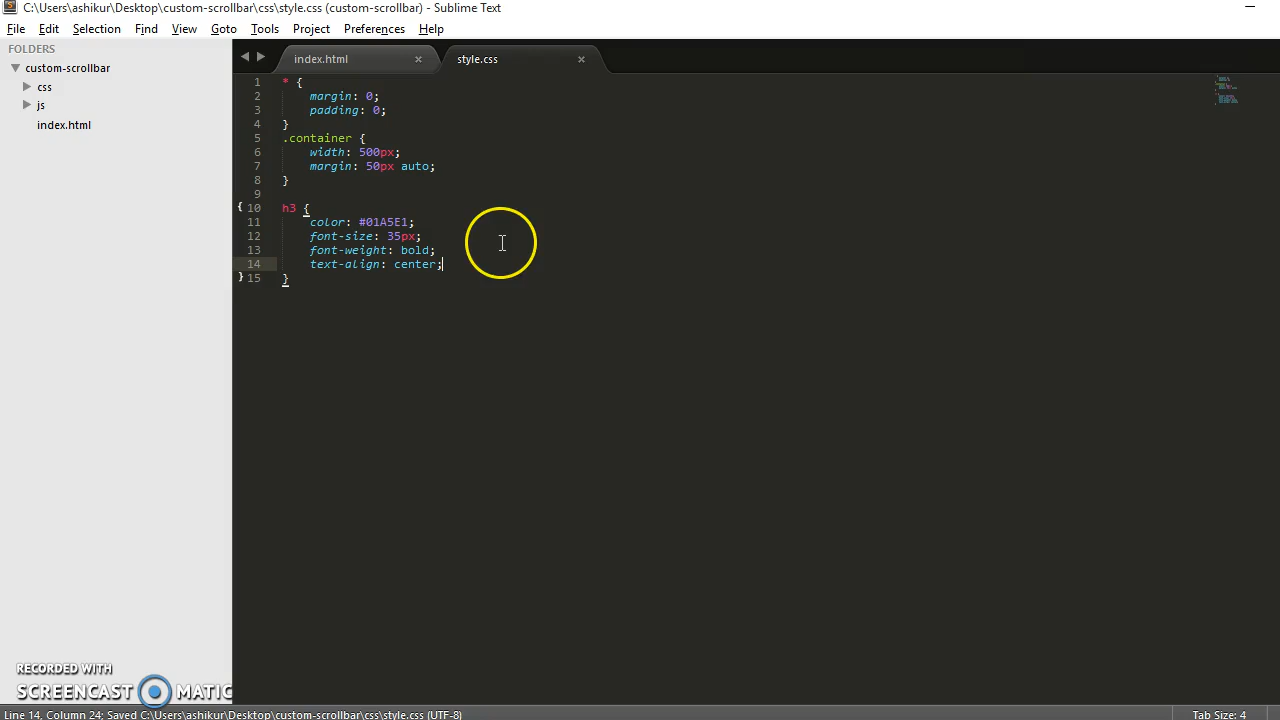 C:\Users\ashikur\Desktop\custom-scrollbar\css\style.css (custom-scrollbar) - Sublime Text
File Edit Selection Find View Goto Tools Project Preferences Help
FOLDERS
custom-scrollbar
css
js
index.html
index.html × style.css ×
1 * {
2 margin: 0;
3 padding: 0;
4 }
5 .container {
6 width: 500px;
7 margin: 50px auto;
8 }
9
{ 10 h3 {
11 color: #01A5E1;
12 font-size: 35px;
13 font-weight: bold;
14 text-align: center;
} 15 }
RECORDED WITH
SCREENCAST MATIC
Line 14, Column 24; Saved C:\Users\ashikur\Desktop\custom-scrollbar\css\style.css (UTF-8) Tab Size: 4